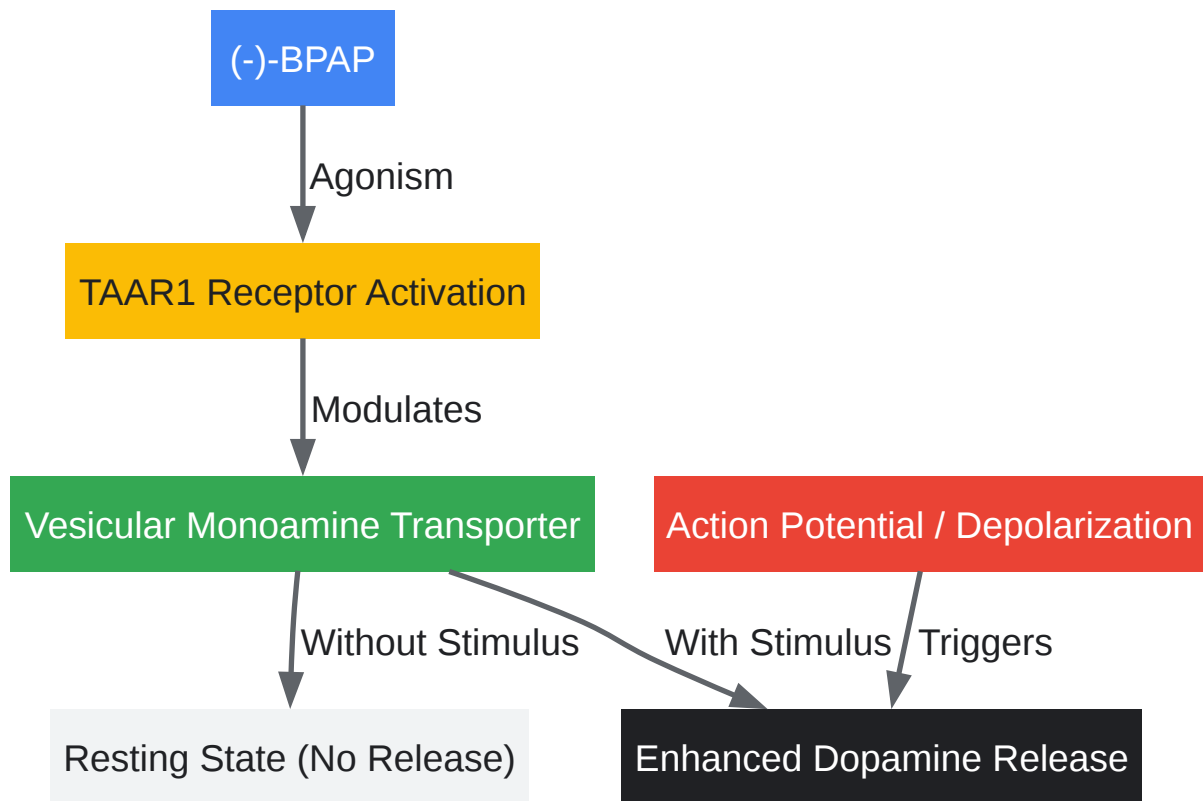 (-)-BPAP
Agonism
TAAR1 Receptor Activation
Modulates
Vesicular Monoamine Transporter
Action Potential / Depolarization
Without Stimulus
With Stimulus
Triggers
Resting State (No Release)
Enhanced Dopamine Release